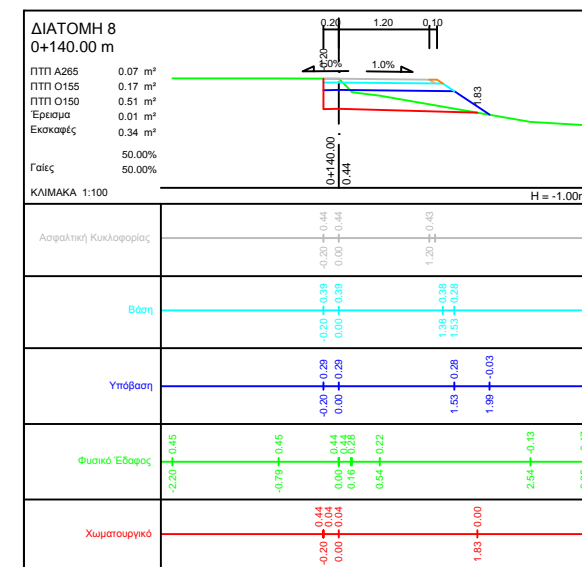 ΔΙΑΤΟΜΗ 8
0+140.00 m
ΠΤΠ Α265 0.07 m²
ΠΤΠ Ο155 0.17 m²
ΠΤΠ Ο150 0.51 m²
Έρεισμα 0.01 m²
Εκσκαφές 0.34 m²
50.00%
Γαίες 50.00%
ΚΛΙΜΑΚΑ 1:100
0.20 1.20 0.10
0.20
1.0% 1.0%
1.83
0+140.00
0.44
H = -1.00
Ασφαλτική Κυκλοφορίας
0.44 0.44 0.43
-0.20 0.00 1.20
Βάση
0.39 0.39 0.38 0.28
-0.20 0.00 1.38 1.53
Υπόβαση
0.29 0.29 0.28 -0.03
-0.20 0.00 1.53 1.99
Φυσικό Έδαφος
0.45 0.45 0.44 0.44 0.28 0.22 -0.13
-2.20 -0.79 0.00 0.16 0.54 2.54
Χωματουργικό
0.44 0.04 0.04 0.00
-0.20 0.00 1.83